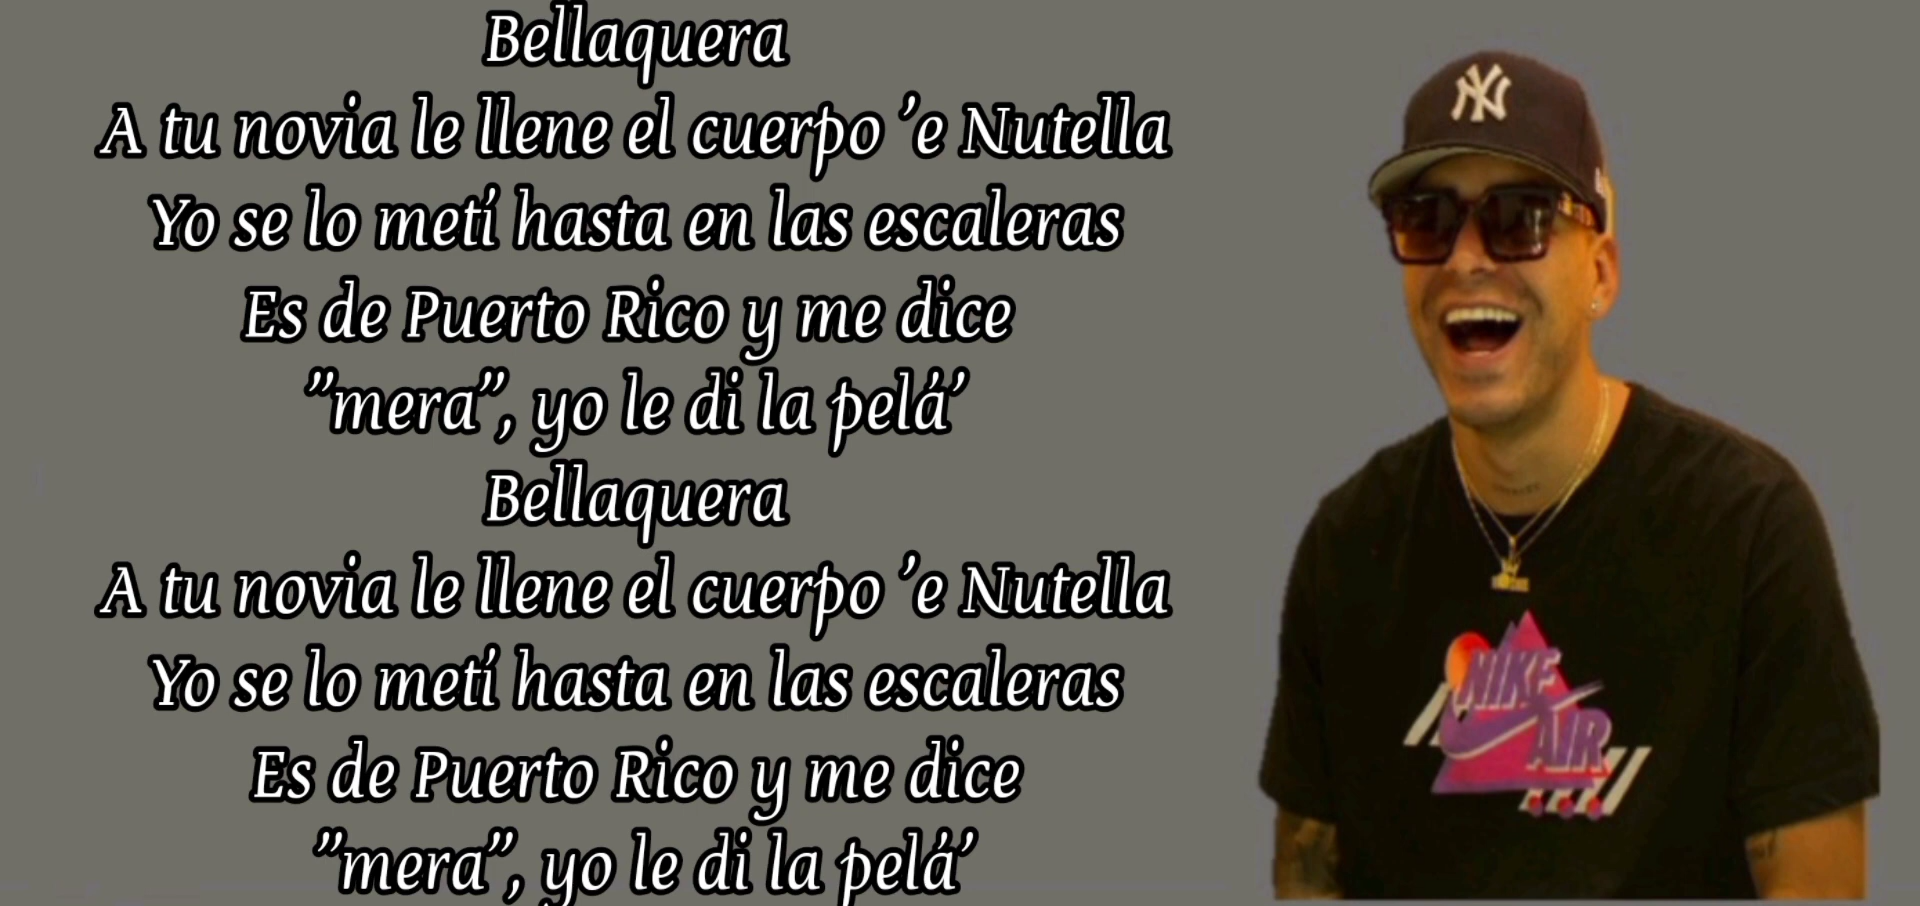 Bellaquera
A tu novia le llene el cuerpo ’e Nutella
Yo se lo metí hasta en las escaleras
Es de Puerto Rico y me dice
”mera”, yo le di la pelá’
Bellaquera
A tu novia le llene el cuerpo ’e Nutella
Yo se lo metí hasta en las escaleras
Es de Puerto Rico y me dice
”mera”, yo le di la pelá’
NY
NIKE
AIR